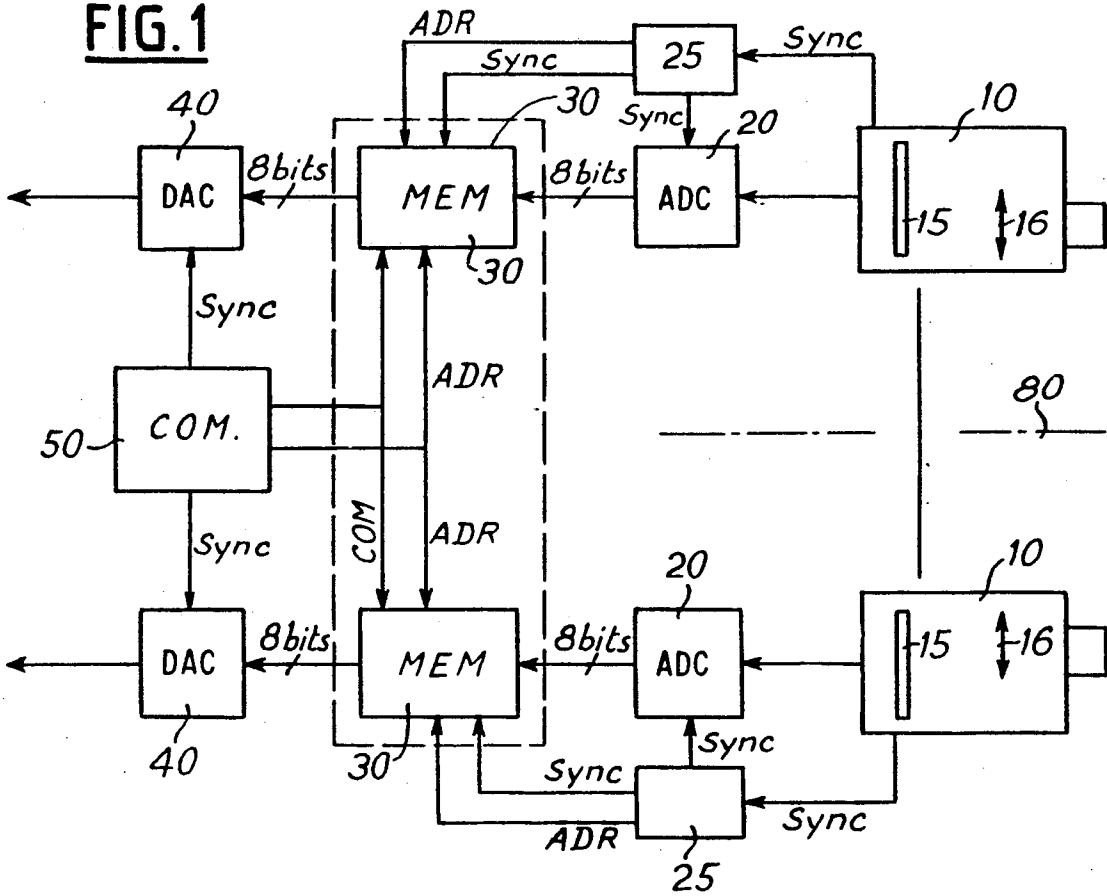 FIG.1
ADR
Sync
25
Sync
Sync
30
40
20
10
DAC
8bits
MEM
8bits
ADC
15
16
30
Sync
ADR
80
50
COM.
COM
ADR
Sync
20
10
DAC
8bits
MEM
8bits
ADC
15
16
40
30
Sync
Sync
Sync
ADR
25